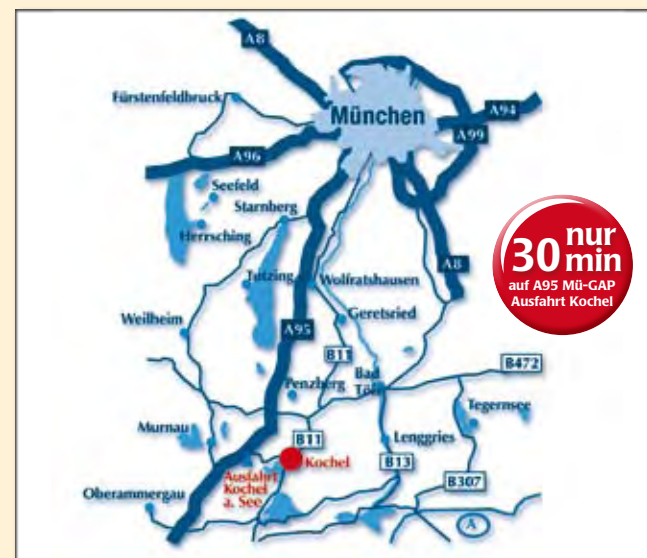 A8
Fürstenfeldbruck
München
A94
A99
A96
Seefeld
Starnberg
Herrsching
nur
30 min
auf A95 Mü-GAP
Ausfahrt Kochel
A8
Tutzing
Wolfratshausen
Geretsried
Weilheim
A95
B11
B472
Bad
Tölz
Penzberg
Tegernsee
Murnau
B11
Lenggries
Kochel
B13
Ausfahrt
Kochel
a. See
B307
Oberammergau
A